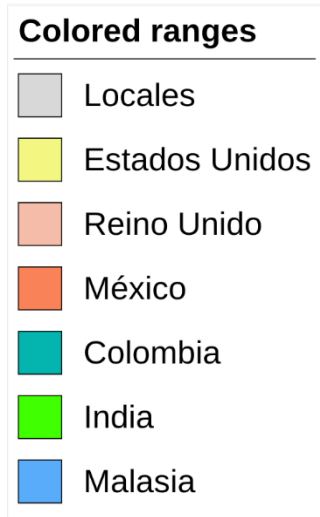 Colored ranges
Locales
Estados Unidos
Reino Unido
México
Colombia
India
Malasia